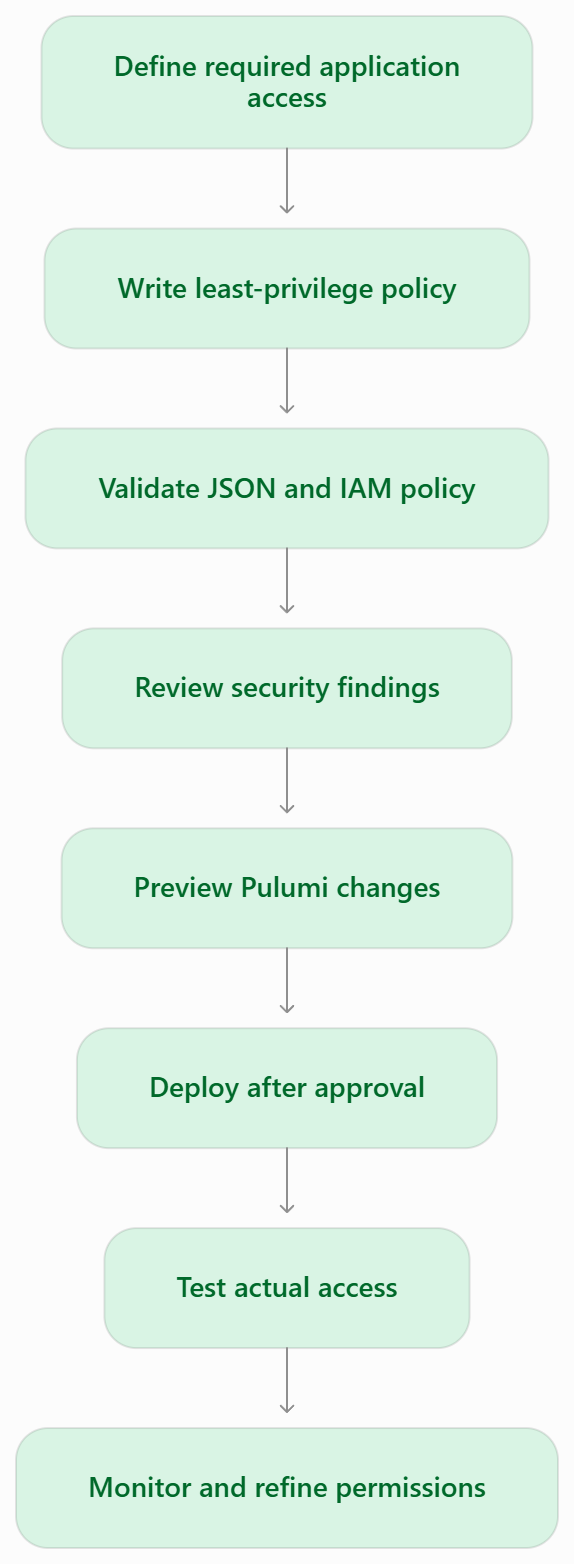 Define required application
access
Write least-privilege policy
Validate JSON and IAM policy
Review security findings
Preview Pulumi changes
Deploy after approval
Test actual access
Monitor and refine permissions